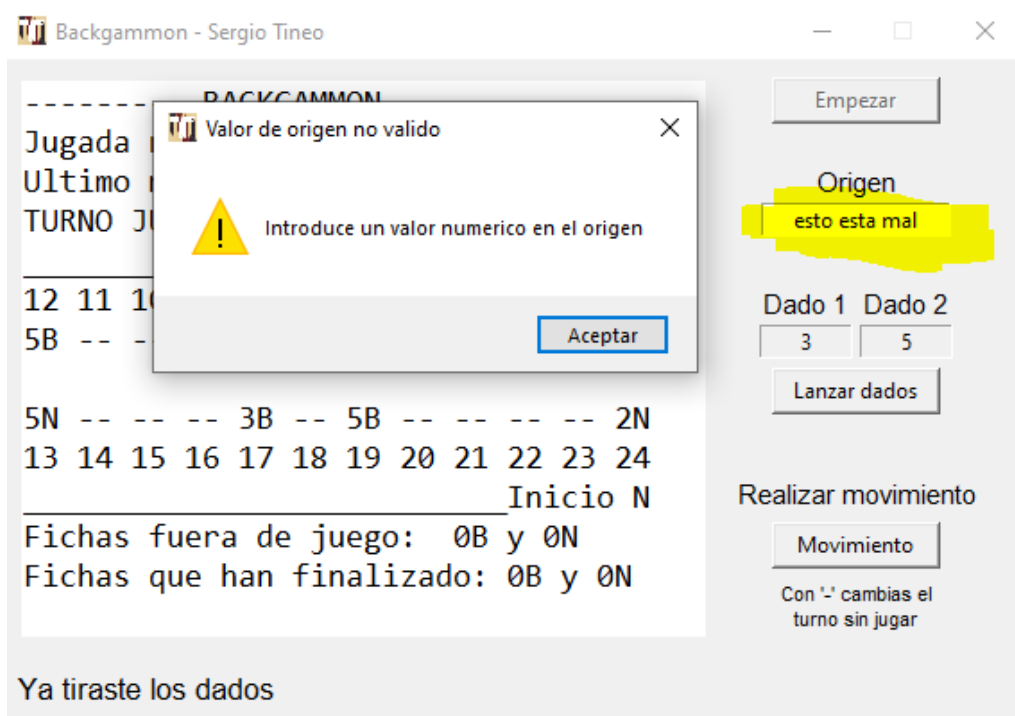 Backgammon - Sergio Tineo
------- BACKGAMMON
Jugada
Ultimo
TURNO
12 11
5B --
5N -- -- -- 3B -- 5B -- -- -- -- 2N
13 14 15 16 17 18 19 20 21 22 23 24
Inicio N
Fichas fuera de juego: 0B y 0N
Fichas que han finalizado: 0B y 0N
Valor de origen no valido
Introduce un valor numerico en el origen
Aceptar
Empezar
Origen
esto esta mal
Dado 1 Dado 2
3 5
Lanzar dados
Realizar movimiento
Movimiento
Con '-' cambias el
turno sin jugar
Ya tiraste los dados